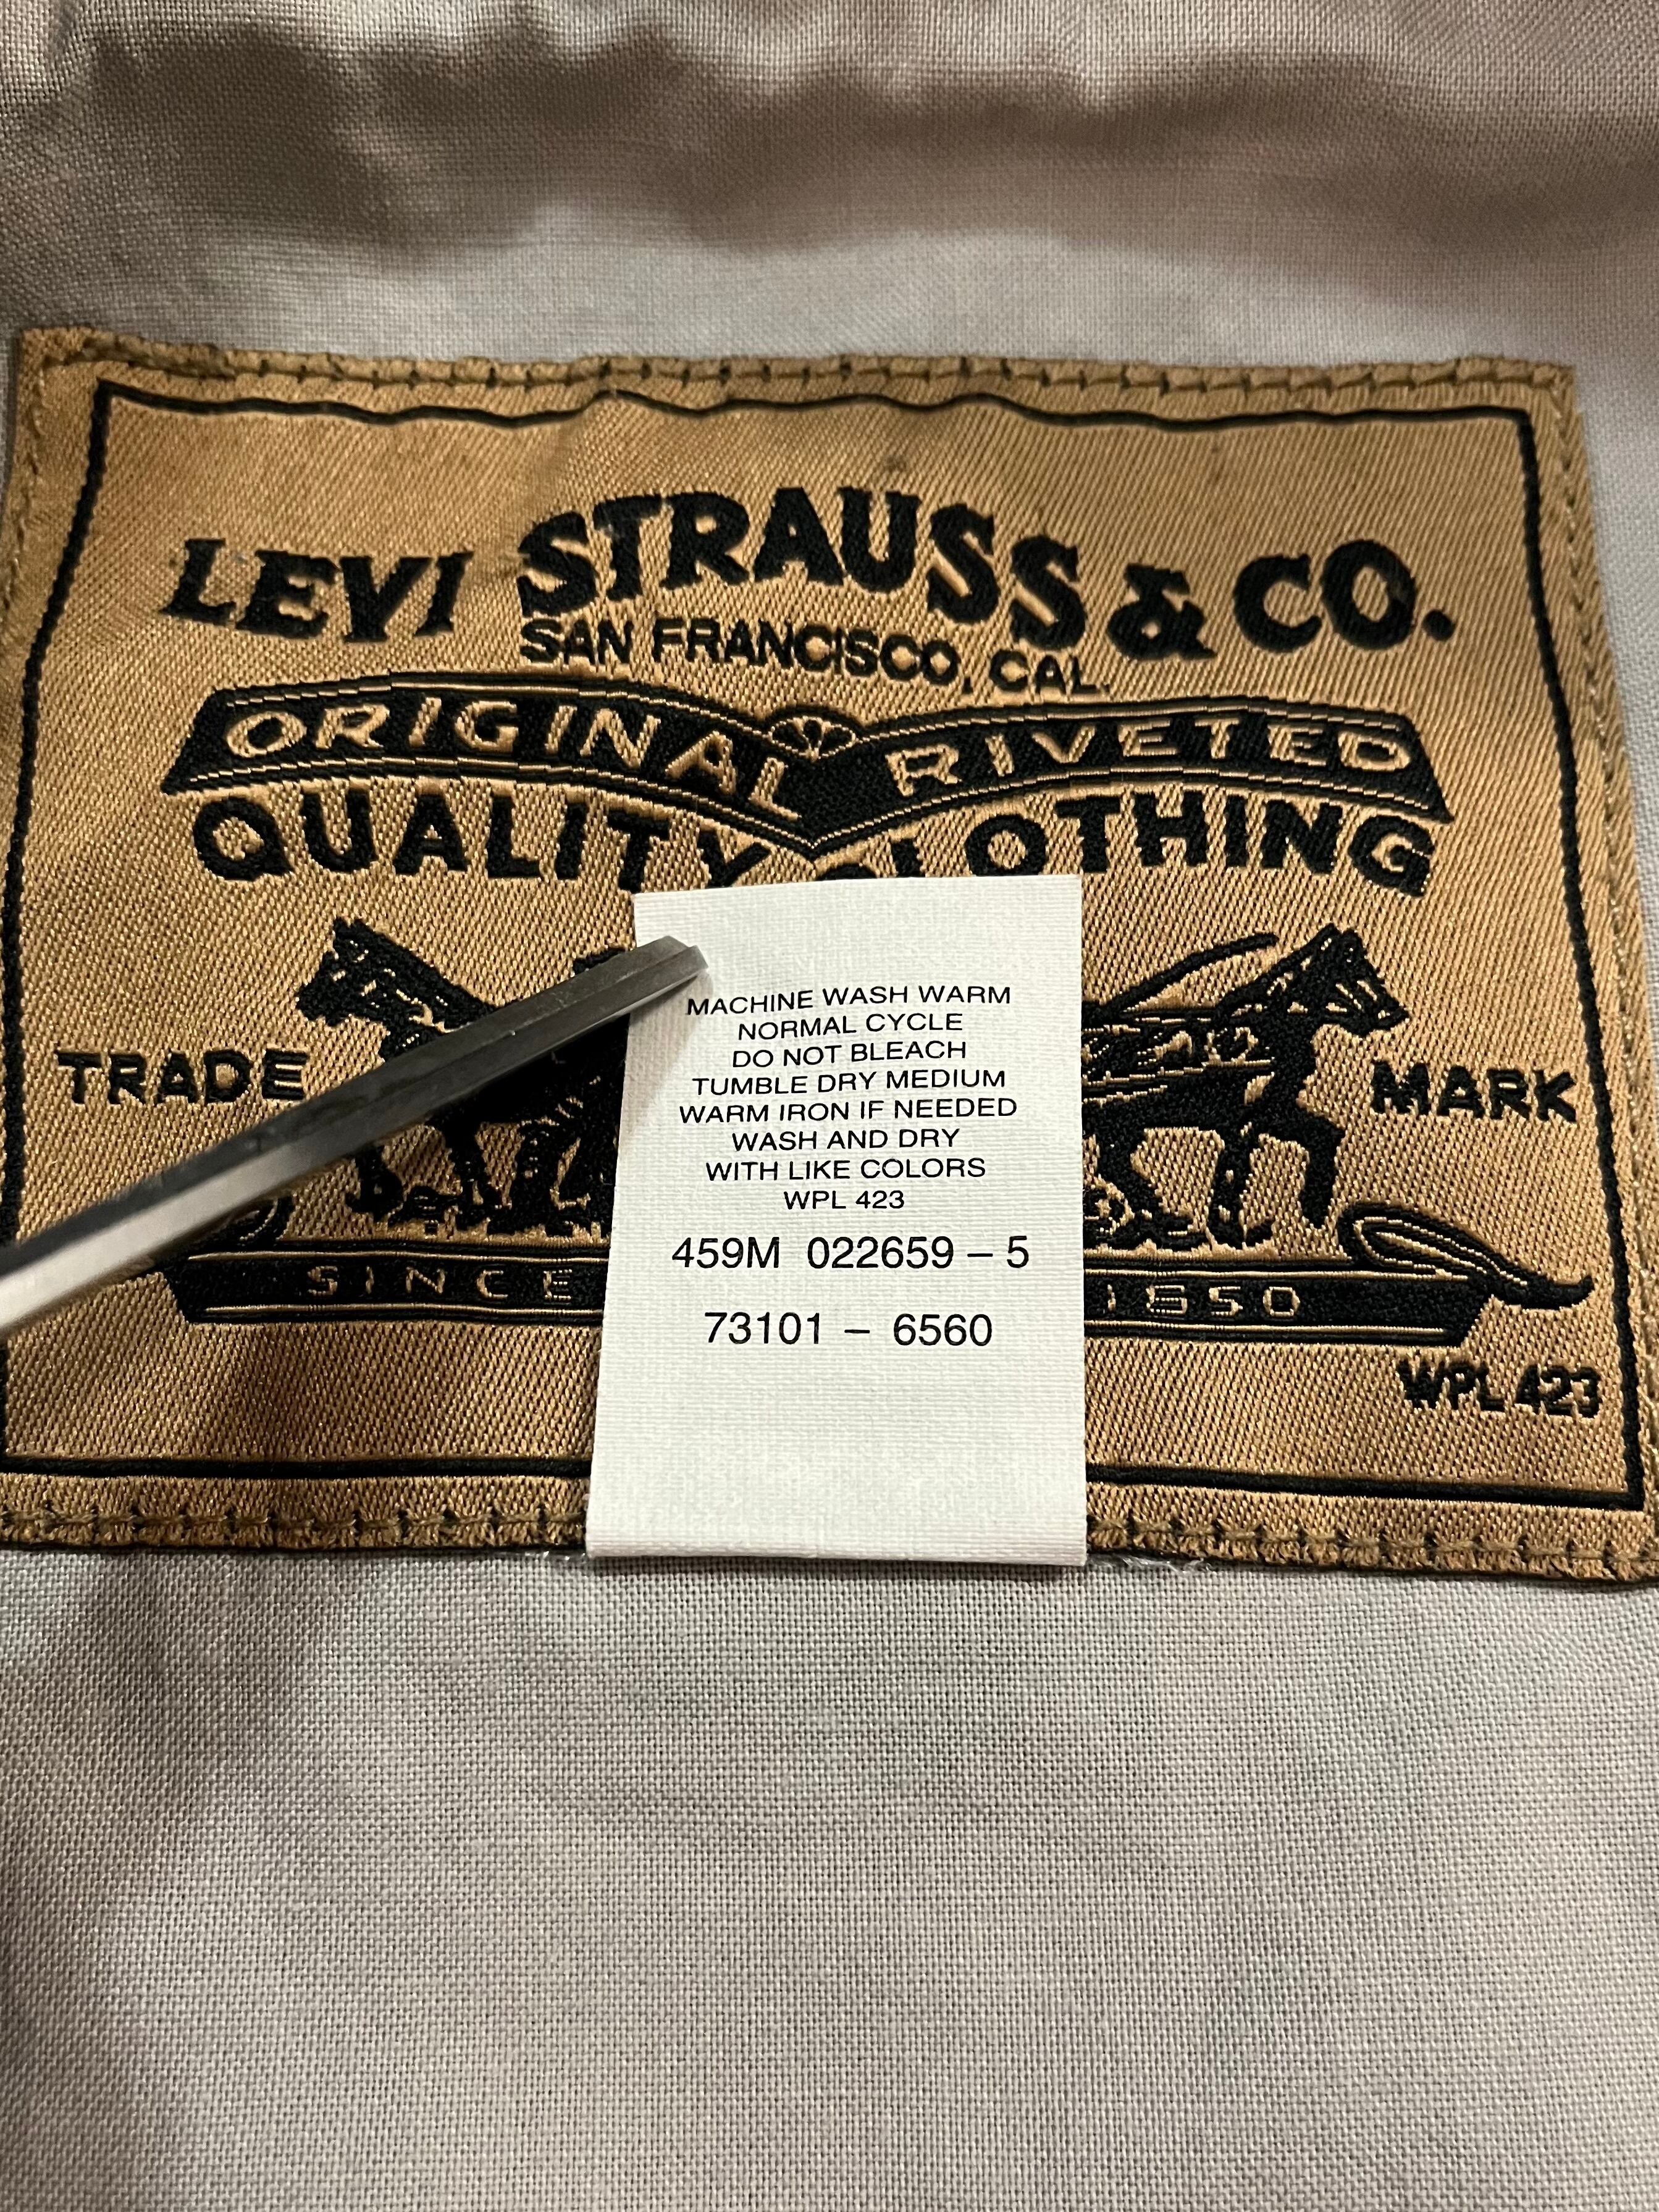 LEVI STRAUSS & CO.
SAN FRANCISCO, CAL.
ORIGINAL RIVETED
QUALITY CLOTHING
TRADE MARK
SINCE 1850
WPL 423
MACHINE WASH WARM
NORMAL CYCLE
DO NOT BLEACH
TUMBLE DRY MEDIUM
WARM IRON IF NEEDED
WASH AND DRY
WITH LIKE COLORS
WPL 423
459M 022659 – 5
73101 – 6560